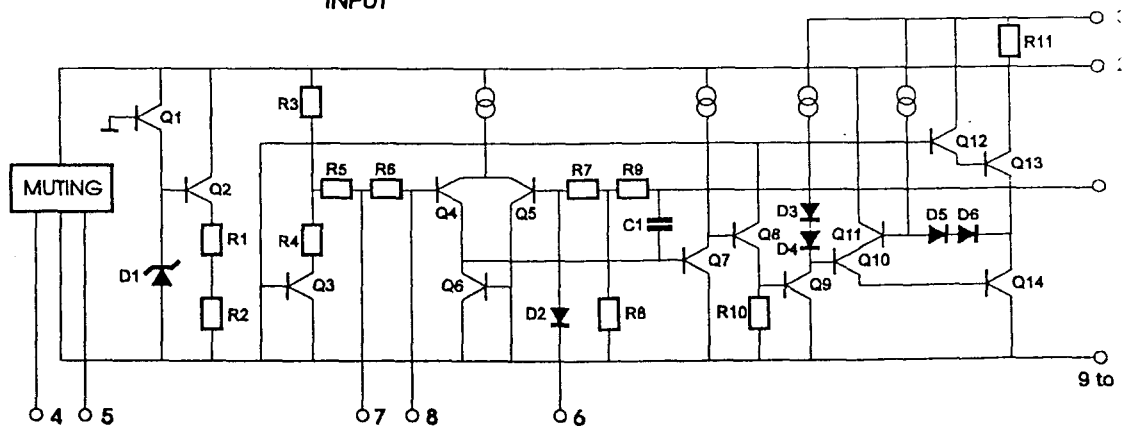 INPUT
3
R11
2
R3
Q1
Q12
Q13
MUTING
R5
R6
R7
R9
Q2
Q4
Q5
C1
D3
D4
Q8
Q11
D5
D6
R1
R4
Q10
D1
Q3
Q6
Q7
Q9
Q14
R2
D2
R8
R10
9 to
4
5
7
8
6